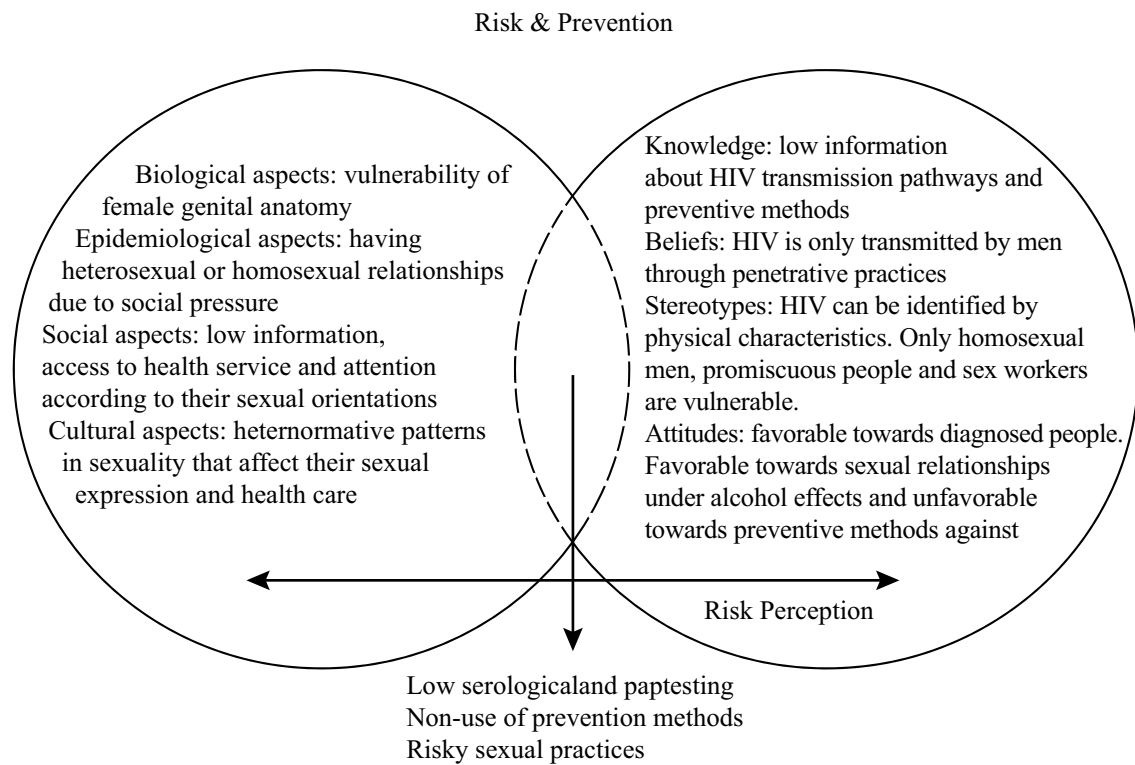 Risk & Prevention
Biological aspects: vulnerability of
female genital anatomy
Epidemiological aspects: having
heterosexual or homosexual relationships
due to social pressure
Social aspects: low information,
access to health service and attention
according to their sexual orientations
Cultural aspects: heternormative patterns
in sexuality that affect their sexual
expression and health care
Knowledge: low information
about HIV transmission pathways and
preventive methods
Beliefs: HIV is only transmitted by men
through penetrative practices
Stereotypes: HIV can be identified by
physical characteristics. Only homosexual
men, promiscuous people and sex workers
are vulnerable.
Attitudes: favorable towards diagnosed people.
Favorable towards sexual relationships
under alcohol effects and unfavorable
towards preventive methods against
Risk Perception
Low serologicaland paptesting
Non-use of prevention methods
Risky sexual practices